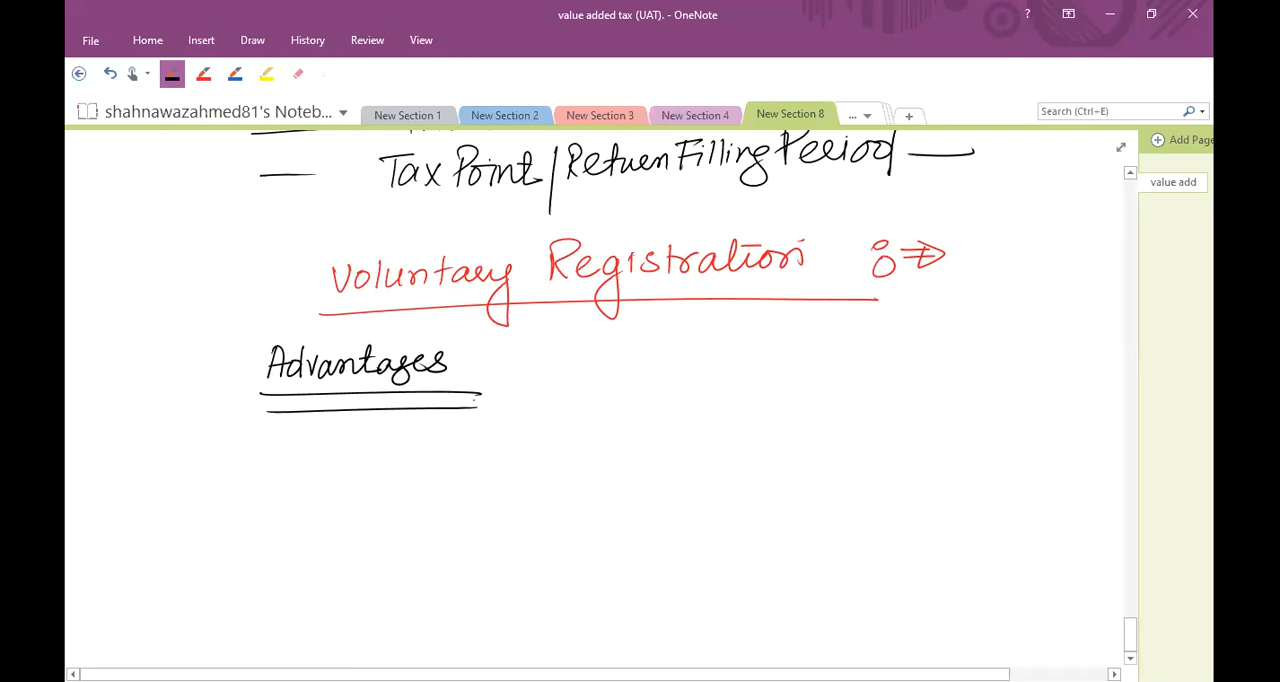 value added tax (UAT). - OneNote
?
File Home Insert Draw History Review View
shahnawazahmed81's Noteb... New Section 1 New Section 2 New Section 3 New Section 4 New Section 8 ... +
Search (Ctrl+E)
Add Page
value add
Tax Point/Return Filling Period
Voluntary Registration
Advantages